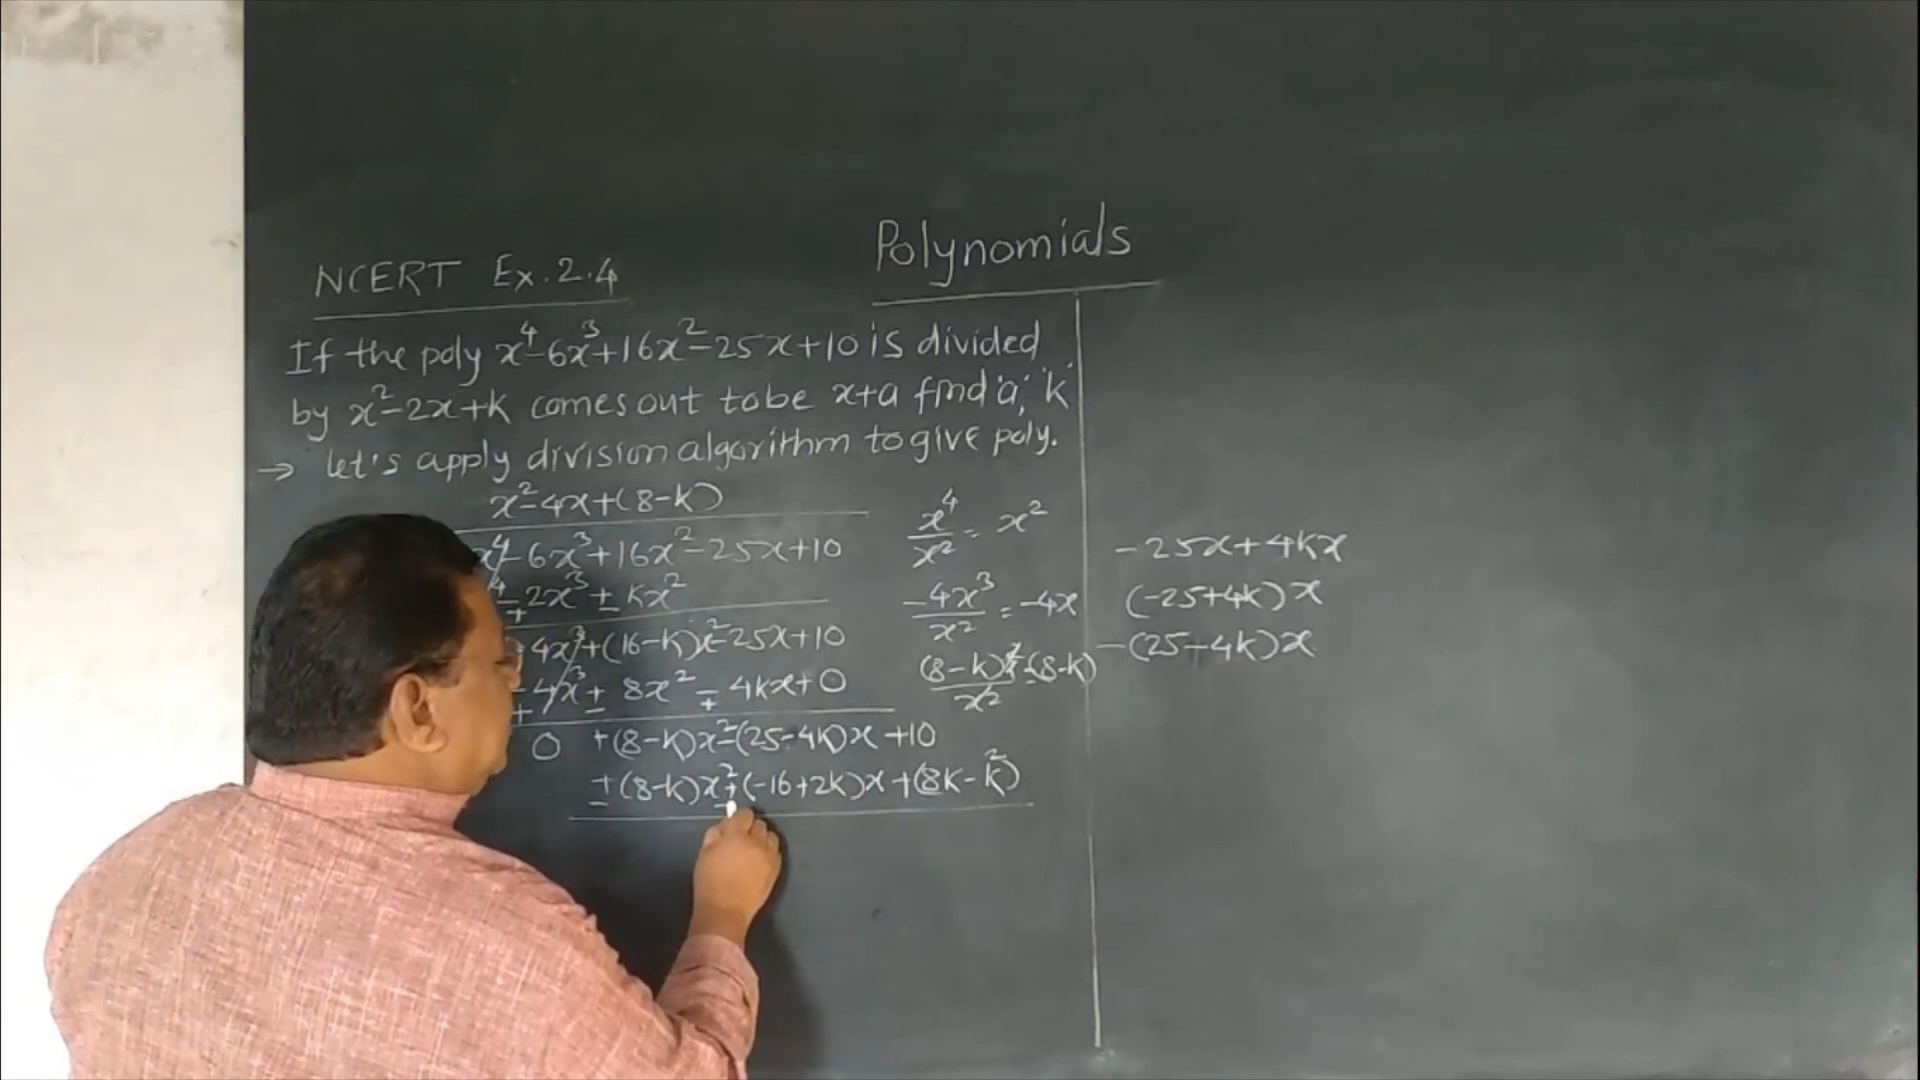 Polynomials
NCERT Ex.2.4
If the poly x⁴-6x³+16x²-25x+10 is divided
by x²-2x+k comes out to be x+a find 'a', 'k'
→ let's apply division algorithm to give poly.
x²-4x+(8-k)
x⁴-6x³+16x²-25x+10
⁴-2x³+kx²
+ -
-4x³+(16-k)x²-25x+10
-4x³+8x²-4kx+0
+ - +
0 +(8-k)x²-(25-4k)x+10
+(8-k)x²+(-16+2k)x+(8k-k²)
- -
x⁴/x² = x²
-4x³/x² = -4x
(8-k)x²/x² = (8-k)
-25x+4kx
(-25+4k)x
-(25-4k)x